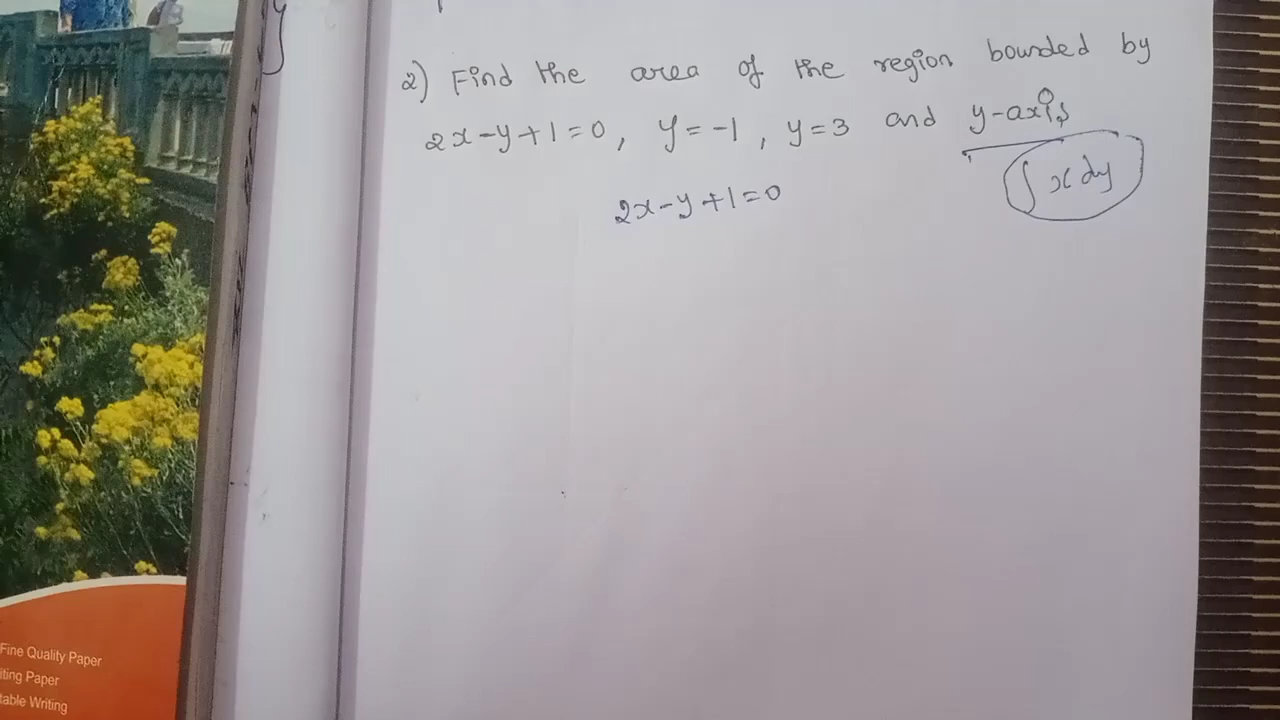 2) Find the area of the region bounded by
2x-y+1=0, y=-1, y=3 and y-axis
∫x dy
2x-y+1=0
Fine Quality Paper
iting Paper
table Writing